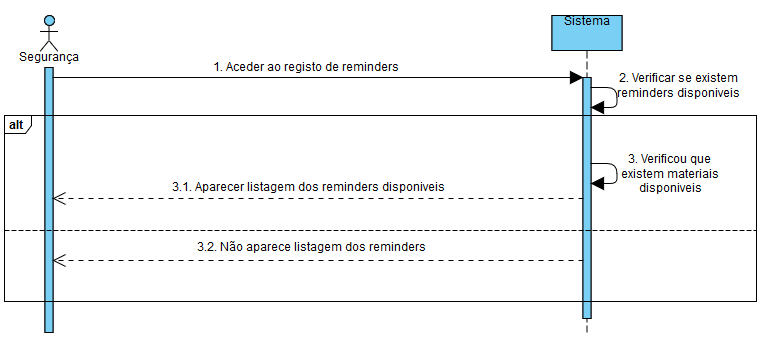 Segurança
Sistema
1. Aceder ao registo de reminders
2. Verificar se existem
reminders disponiveis
alt
3. Verificou que
existem materiais
disponiveis
3.1. Aparecer listagem dos reminders disponiveis
3.2. Não aparece listagem dos reminders